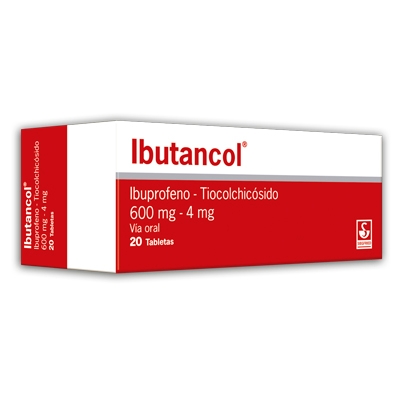 Ibutancol®
Ibuprofeno - Tiocolchicósido
600 mg - 4 mg
Vía oral
20 Tabletas
Ibutancol®
Ibuprofeno - Tiocolchicósido
600 mg - 4 mg
20 Tabletas